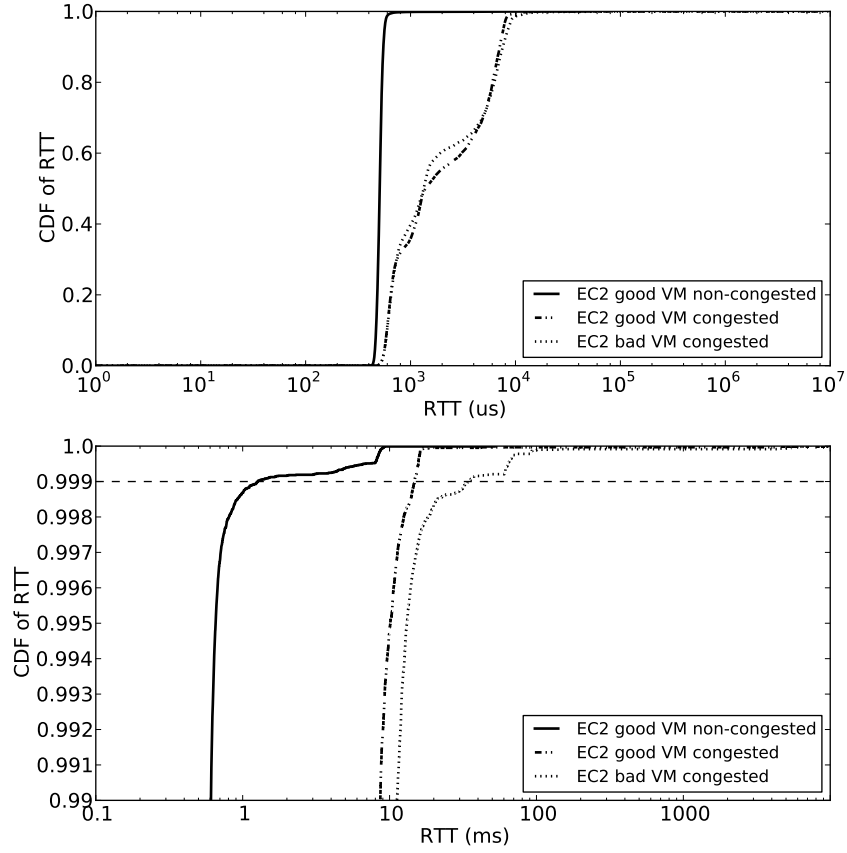 1.0
0.8
0.6
0.4
0.2
0.0
CDF of RTT
10^0 10^1 10^2 10^3 10^4 10^5 10^6 10^7
RTT (us)
EC2 good VM non-congested
EC2 good VM congested
EC2 bad VM congested
1.0
0.999
0.998
0.997
0.996
0.995
0.994
0.993
0.992
0.991
0.99
CDF of RTT
0.1 1 10 100 1000
RTT (ms)
EC2 good VM non-congested
EC2 good VM congested
EC2 bad VM congested